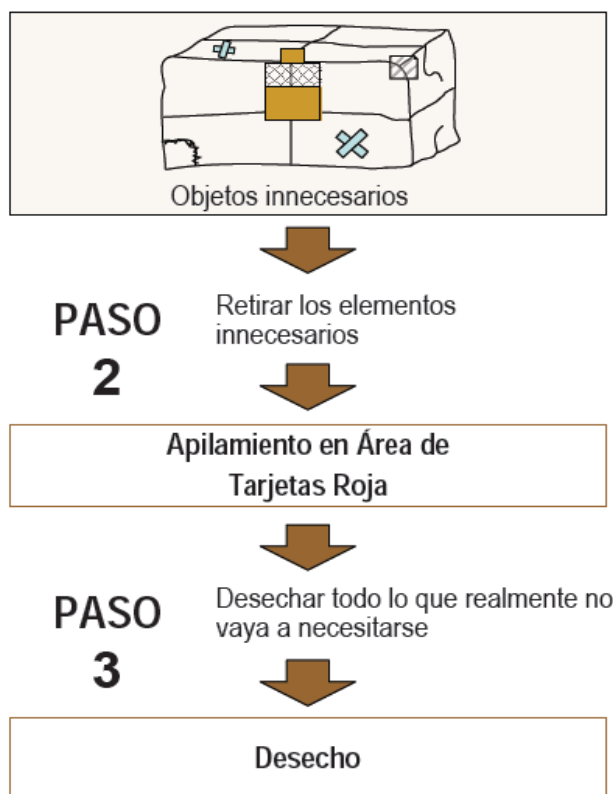 Objetos innecesarios
PASO
2
Retirar los elementos
innecesarios
Apilamiento en Área de
Tarjetas Roja
PASO
3
Desechar todo lo que realmente no
vaya a necesitarse
Desecho